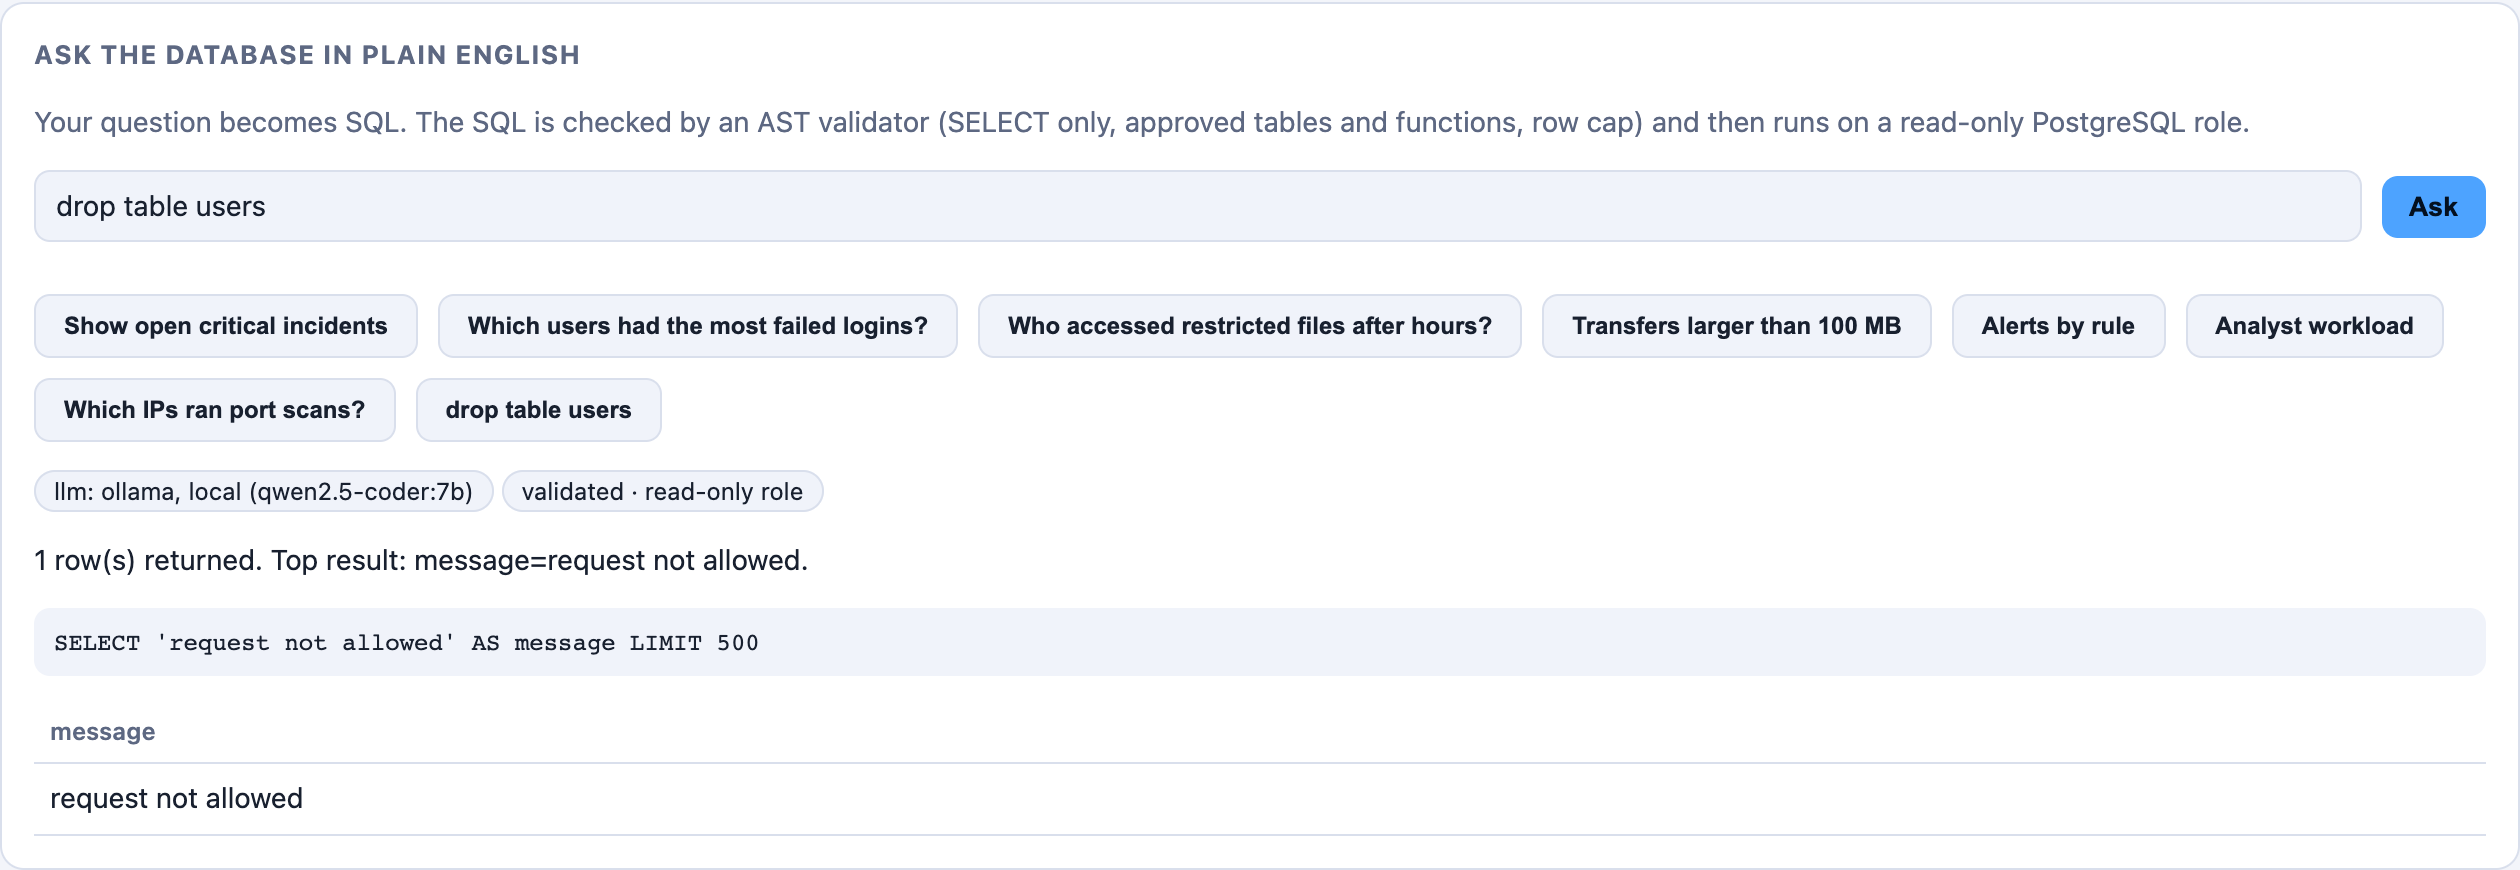 ASK THE DATABASE IN PLAIN ENGLISH
Your question becomes SQL. The SQL is checked by an AST validator (SELECT only, approved tables and functions, row cap) and then runs on a read-only PostgreSQL role.
drop table users
Ask
Show open critical incidents
Which users had the most failed logins?
Who accessed restricted files after hours?
Transfers larger than 100 MB
Alerts by rule
Analyst workload
Which IPs ran port scans?
drop table users
llm: ollama, local (qwen2.5-coder:7b)
validated · read-only role
1 row(s) returned. Top result: message=request not allowed.
SELECT 'request not allowed' AS message LIMIT 500
message
request not allowed